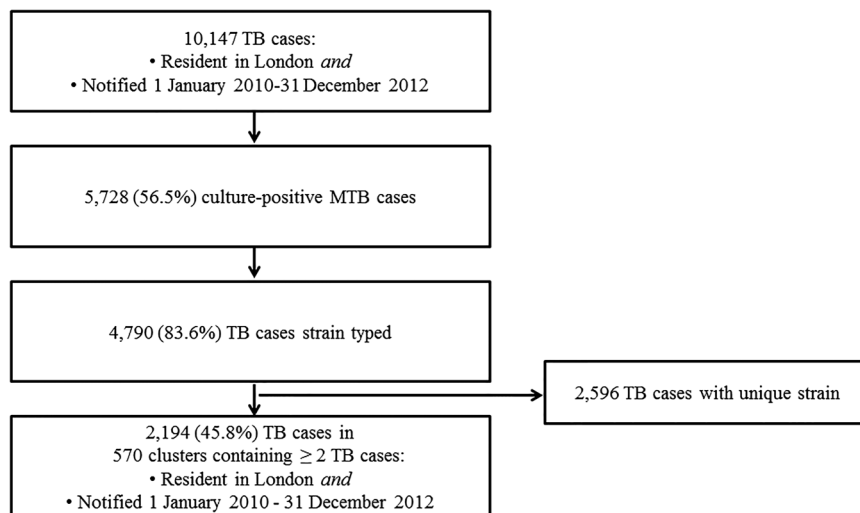 10,147 TB cases:
• Resident in London and
• Notified 1 January 2010-31 December 2012
5,728 (56.5%) culture-positive MTB cases
4,790 (83.6%) TB cases strain typed
2,596 TB cases with unique strain
2,194 (45.8%) TB cases in
570 clusters containing ≥ 2 TB cases:
• Resident in London and
• Notified 1 January 2010 - 31 December 2012